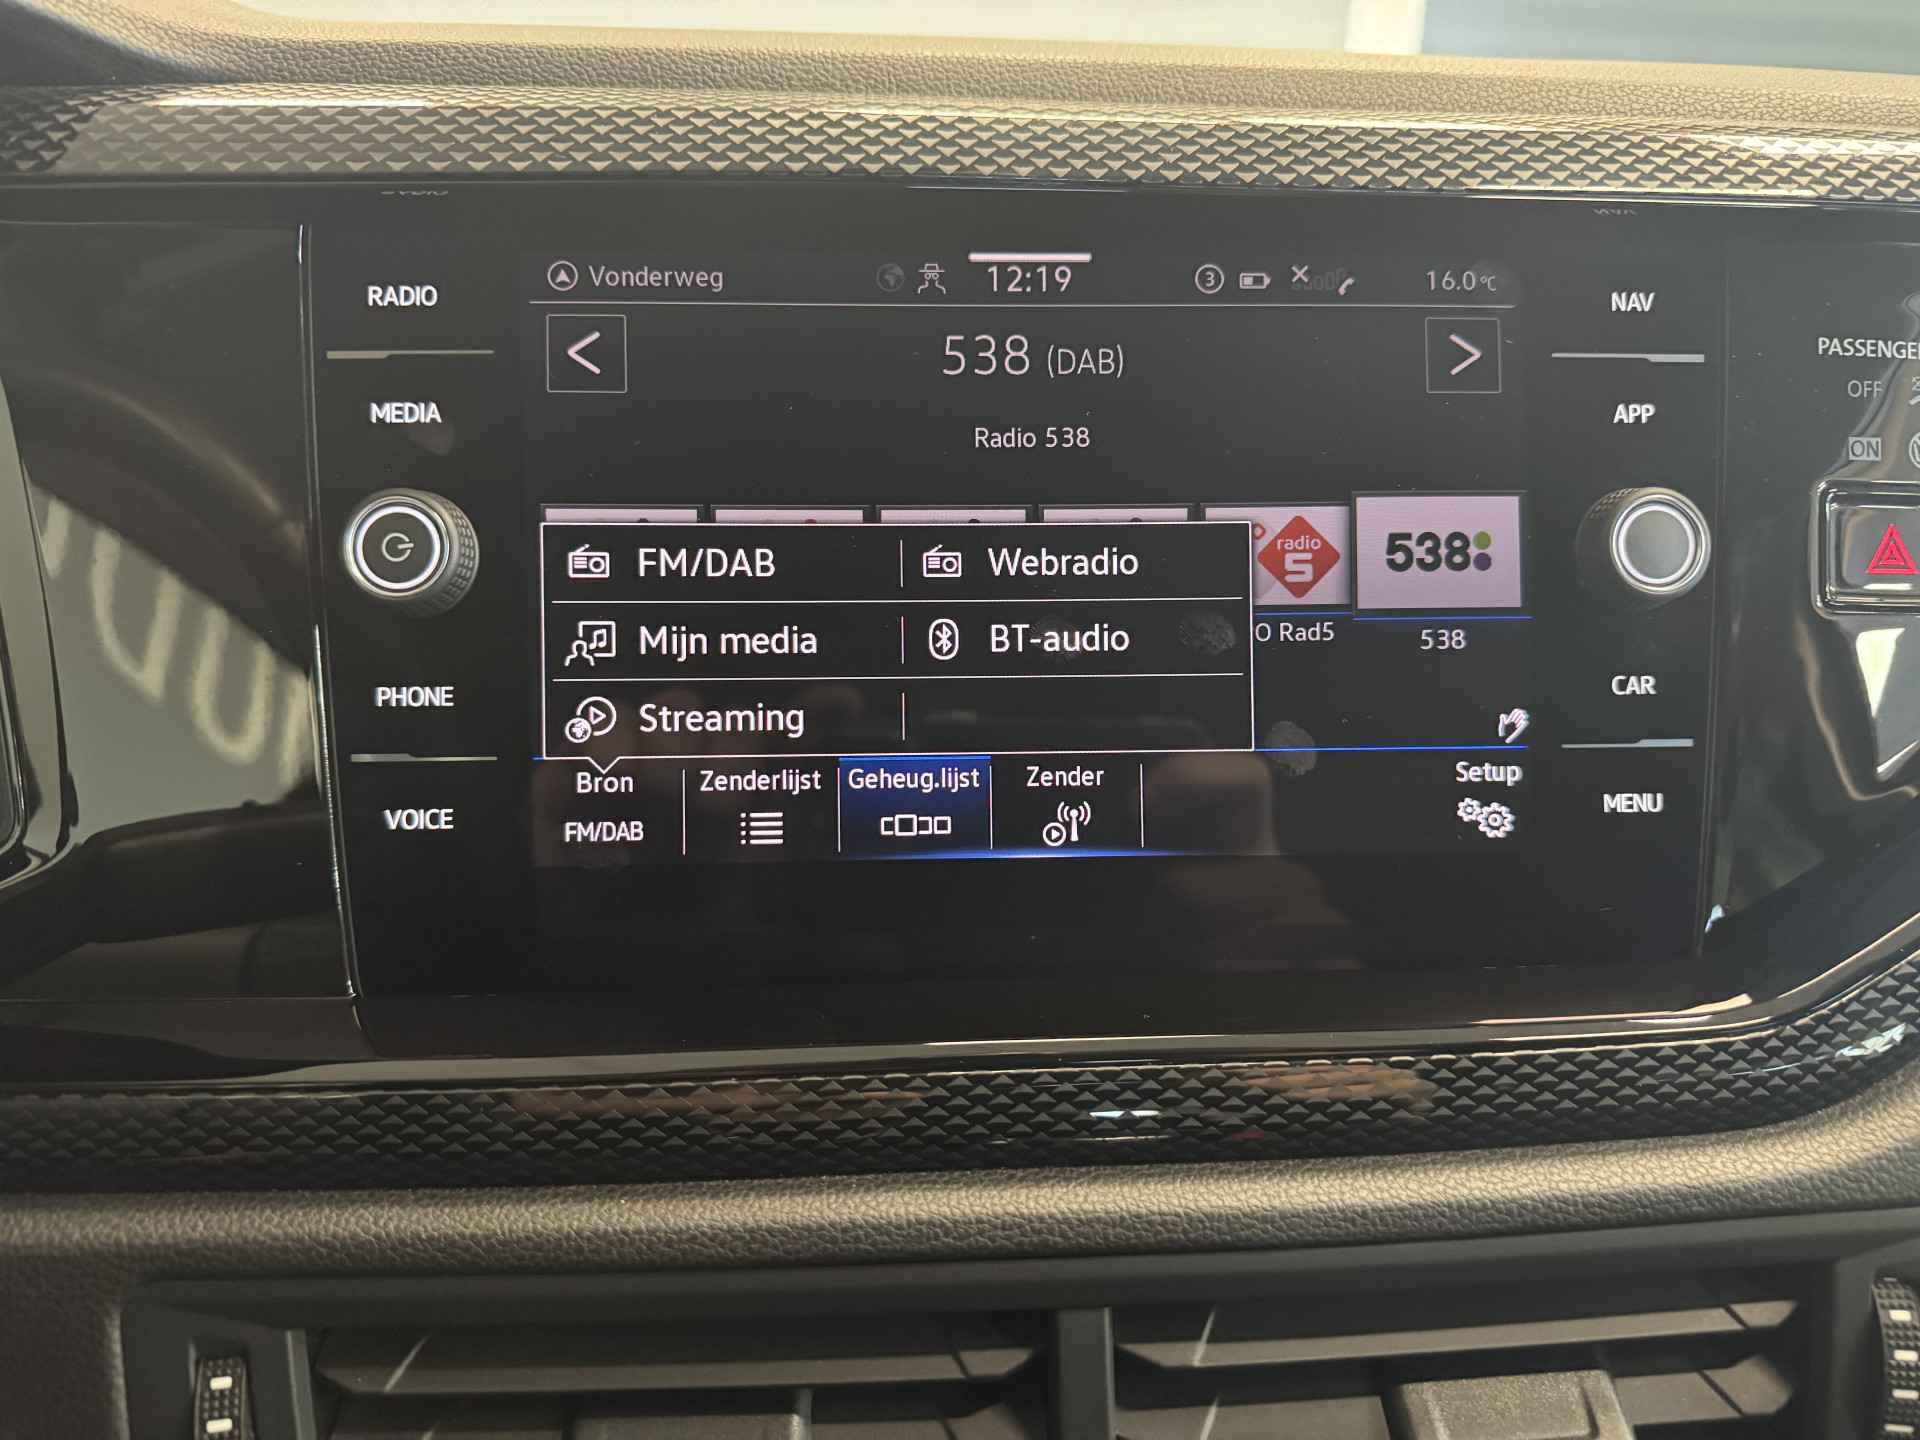 RADIO
MEDIA
PHONE
VOICE
Vonderweg
12:19
3
16.0 °C
<
538 (DAB)
>
Radio 538
FM/DAB
Webradio
Mijn media
BT-audio
Streaming
radio
5
538
O Rad5
538
Bron
FM/DAB
Zenderlijst
Geheug.lijst
Zender
Setup
NAV
APP
CAR
MENU
PASSENGE
OFF
ON